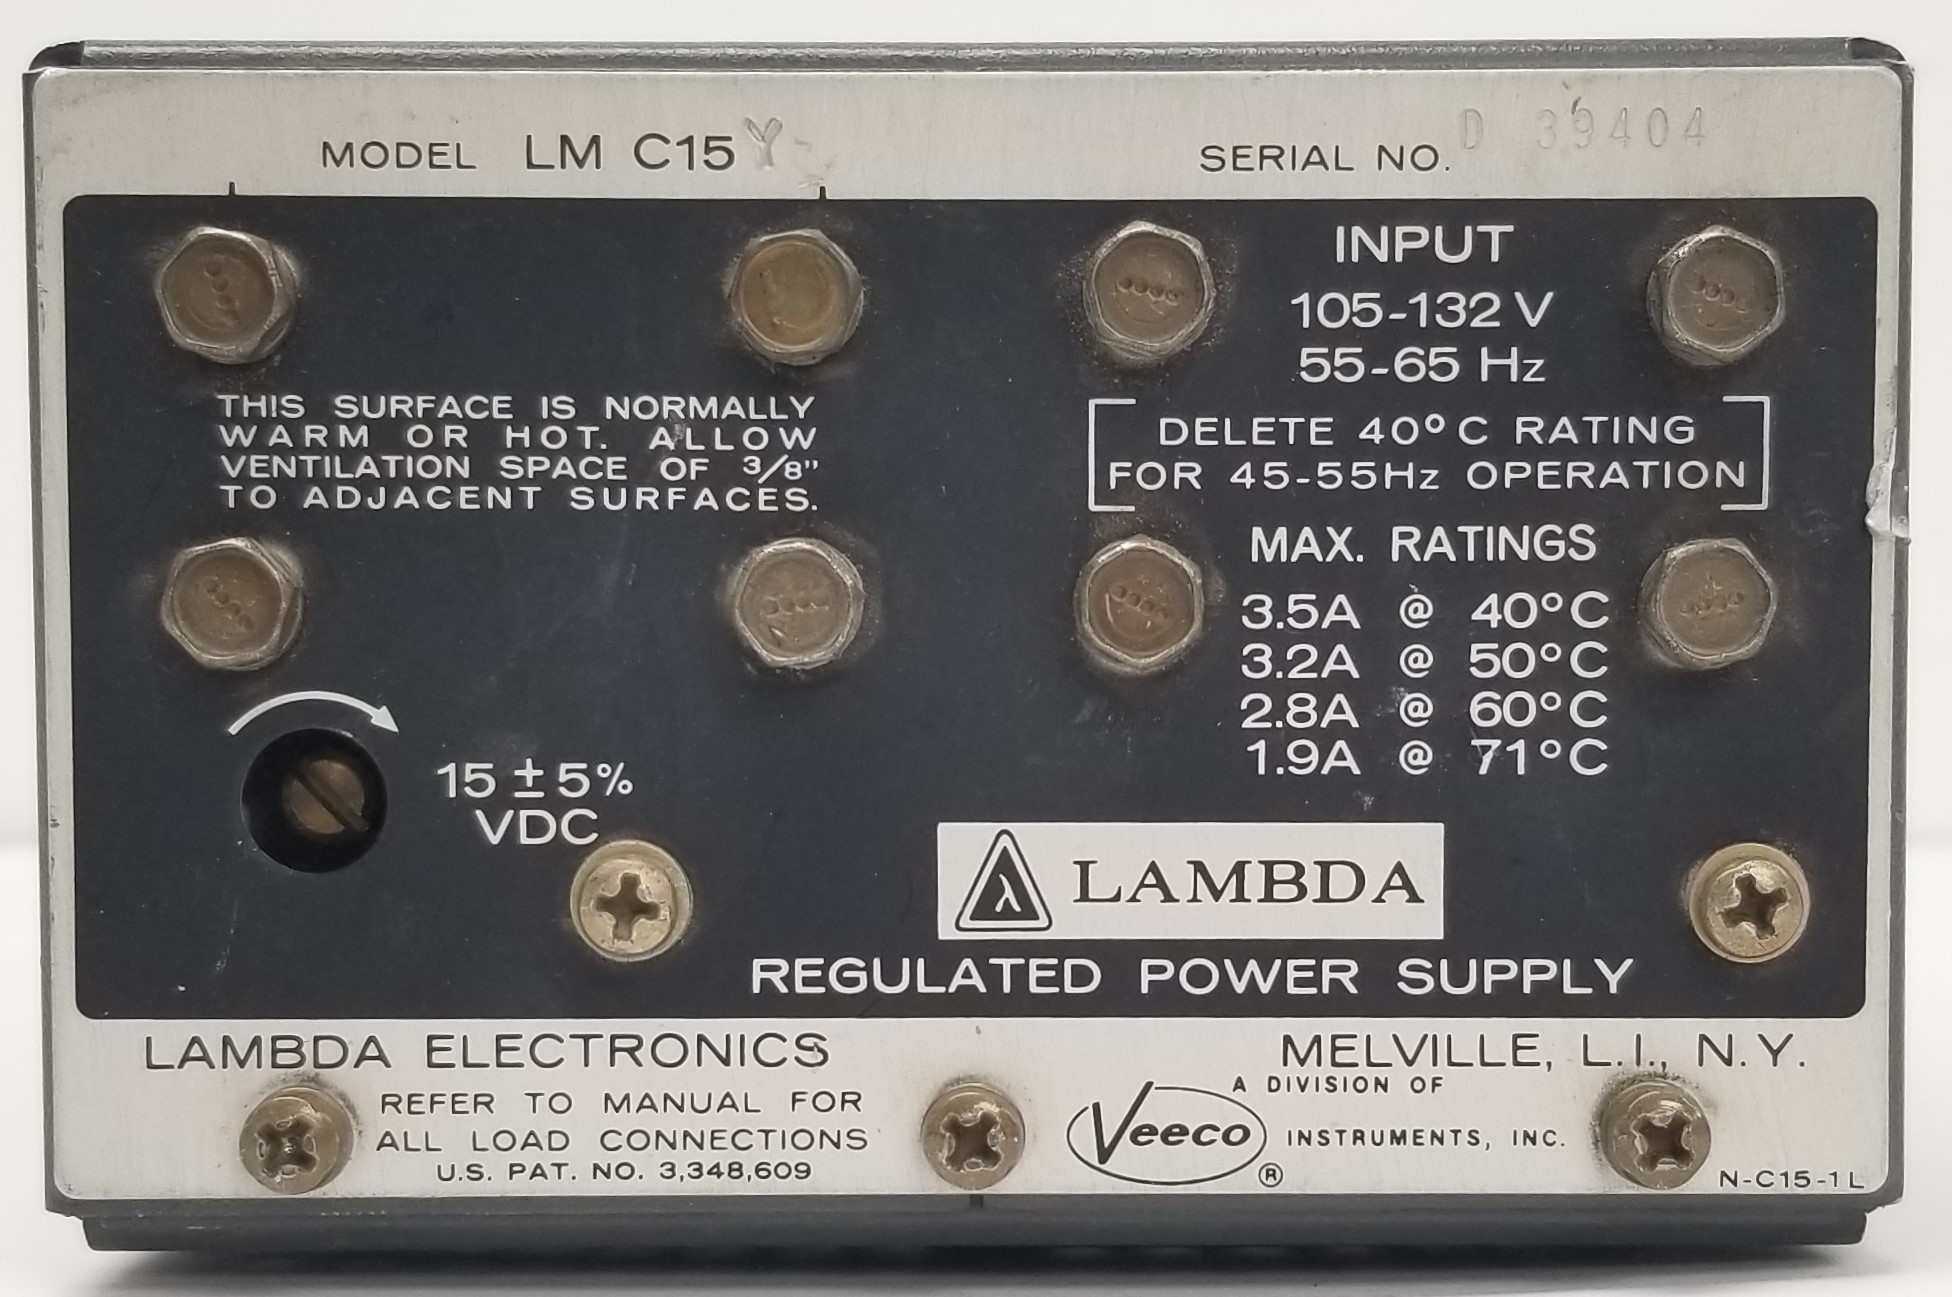 MODEL LM C15 Y-
SERIAL NO. D 39404
THIS SURFACE IS NORMALLY
WARM OR HOT. ALLOW
VENTILATION SPACE OF 3/8"
TO ADJACENT SURFACES.
INPUT
105-132 V
55-65 Hz
DELETE 40°C RATING
FOR 45-55Hz OPERATION
MAX. RATINGS
3.5A @ 40°C
3.2A @ 50°C
2.8A @ 60°C
1.9A @ 71°C
15 ± 5%
VDC
λ LAMBDA
REGULATED POWER SUPPLY
LAMBDA ELECTRONICS
REFER TO MANUAL FOR
ALL LOAD CONNECTIONS
U.S. PAT. NO. 3,348,609
MELVILLE, L.I., N.Y.
A DIVISION OF
Veeco ® INSTRUMENTS, INC.
N-C15-1L